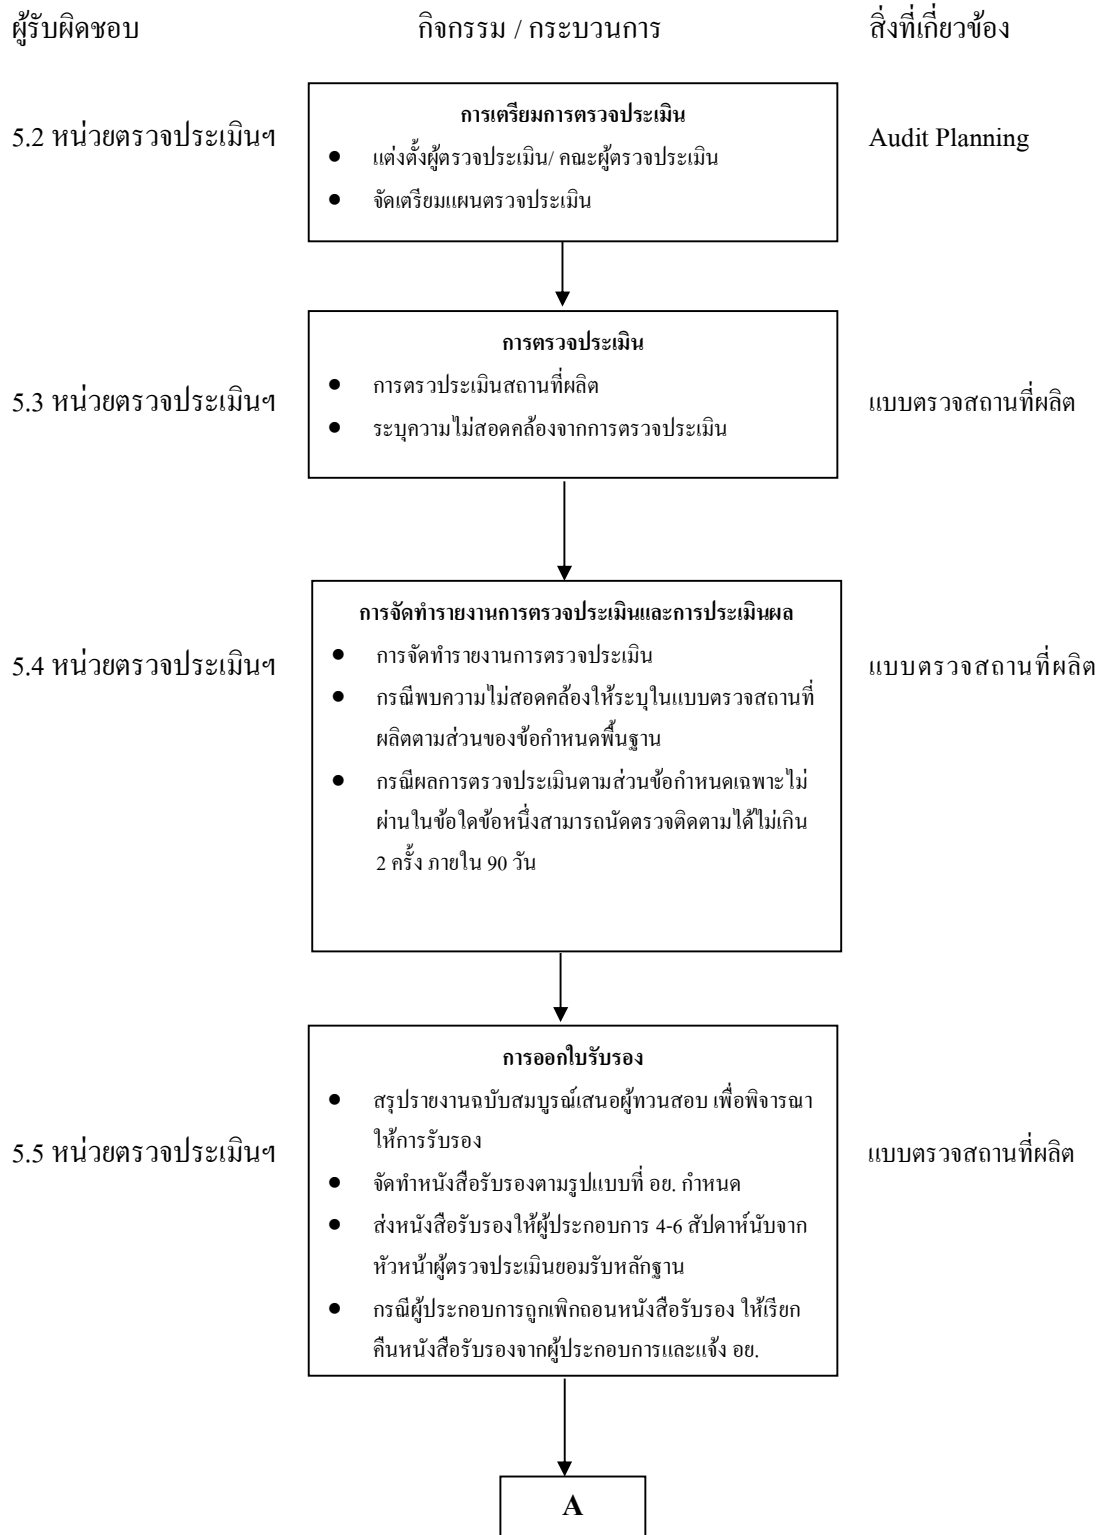 ผู้รับผิดชอบ กิจกรรม / กระบวนการ สิ่งที่เกี่ยวข้อง
การเตรียมการตรวจประเมิน
5.2 หน่วยตรวจประเมินฯ
● แต่งตั้งผู้ตรวจประเมิน/ คณะผู้ตรวจประเมิน
● จัดเตรียมแผนตรวจประเมิน
Audit Planning
การตรวจประเมิน
5.3 หน่วยตรวจประเมินฯ
● การตรวประเมินสถานที่ผลิต
● ระบุความไม่สอดคล้องจากการตรวจประเมิน
แบบตรวจสถานที่ผลิต
การจัดทำรายงานการตรวจประเมินและการประเมินผล
5.4 หน่วยตรวจประเมินฯ
● การจัดทำรายงานการตรวจประเมิน
● กรณีพบความไม่สอดคล้องให้ระบุในแบบตรวจสถานที่
ผลิตตามส่วนของข้อกำหนดพื้นฐาน
● กรณีผลการตรวจประเมินตามส่วนข้อกำหนดเฉพาะไม่
ผ่านในข้อใดข้อหนึ่งสามารถนัดตรวจติดตามได้ไม่เกิน
2 ครั้ง ภายใน 90 วัน
แบบตรวจสถานที่ผลิต
การออกใบรับรอง
5.5 หน่วยตรวจประเมินฯ
● สรุปรายงานฉบับสมบูรณ์เสนอผู้ทวนสอบ เพื่อพิจารณา
ให้การรับรอง
● จัดทำหนังสือรับรองตามรูปแบบที่ อย. กำหนด
● ส่งหนังสือรับรองให้ผู้ประกอบการ 4-6 สัปดาห์นับจาก
หัวหน้าผู้ตรวจประเมินยอมรับหลักฐาน
● กรณีผู้ประกอบการถูกเพิกถอนหนังสือรับรอง ให้เรียก
คืนหนังสือรับรองจากผู้ประกอบการและแจ้ง อย.
แบบตรวจสถานที่ผลิต
A